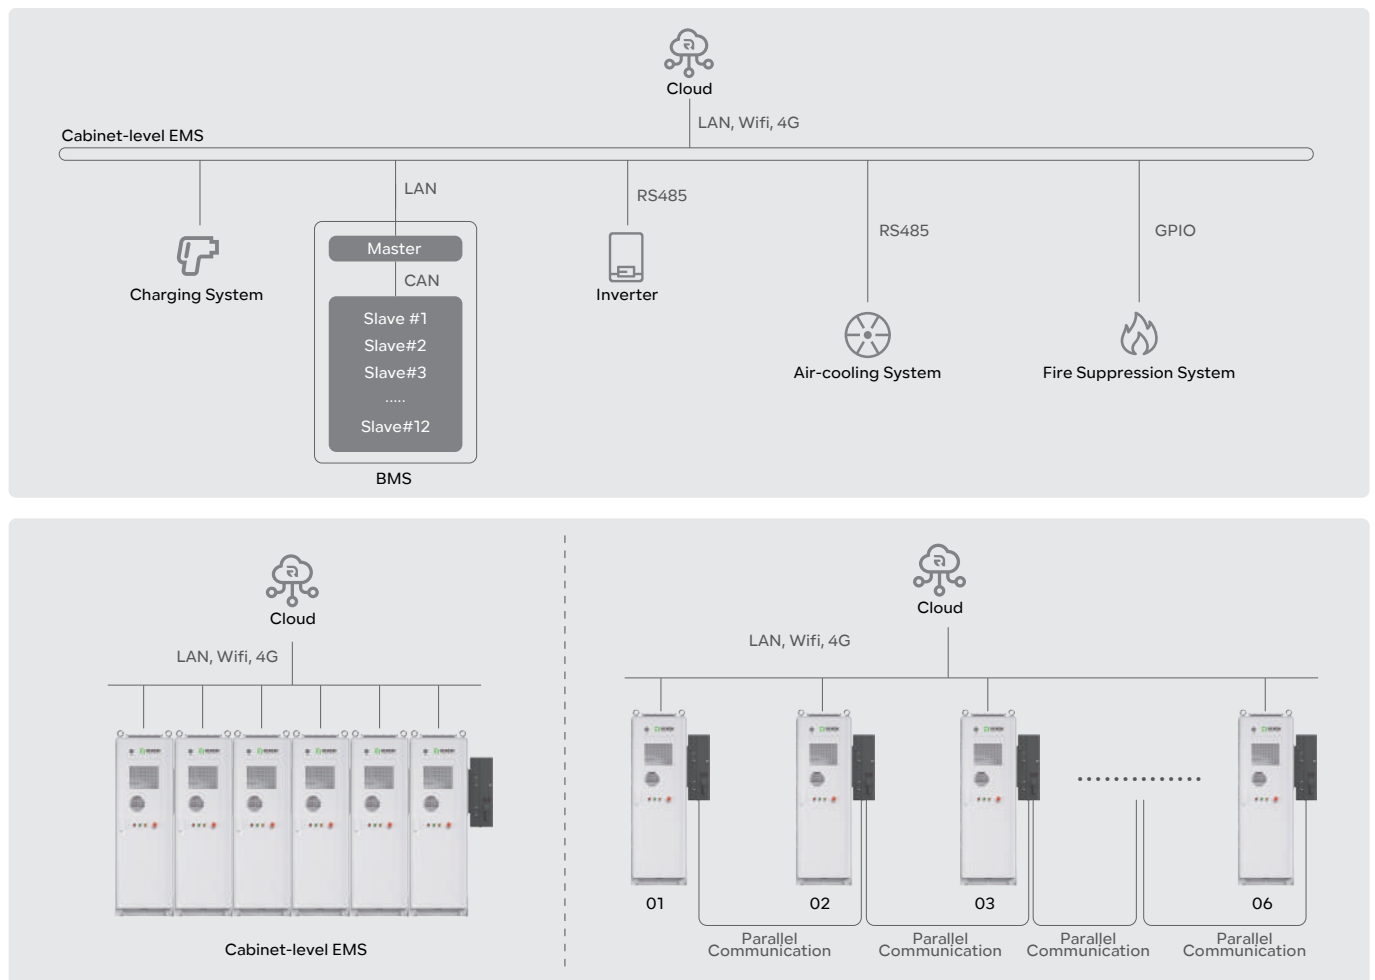 Cloud
LAN, Wifi, 4G
Cabinet-level EMS
LAN
RS485
RS485
GPIO
Master
CAN
Charging System
Inverter
Slave #1
Slave#2
Slave#3
.....
Slave#12
Air-cooling System
Fire Suppression System
BMS
Cloud
LAN, Wifi, 4G
Cabinet-level EMS
Cloud
LAN, Wifi, 4G
01
02
03
06
Parallel
Communication
Parallel
Communication
Parallel
Communication
Parallel
Communication